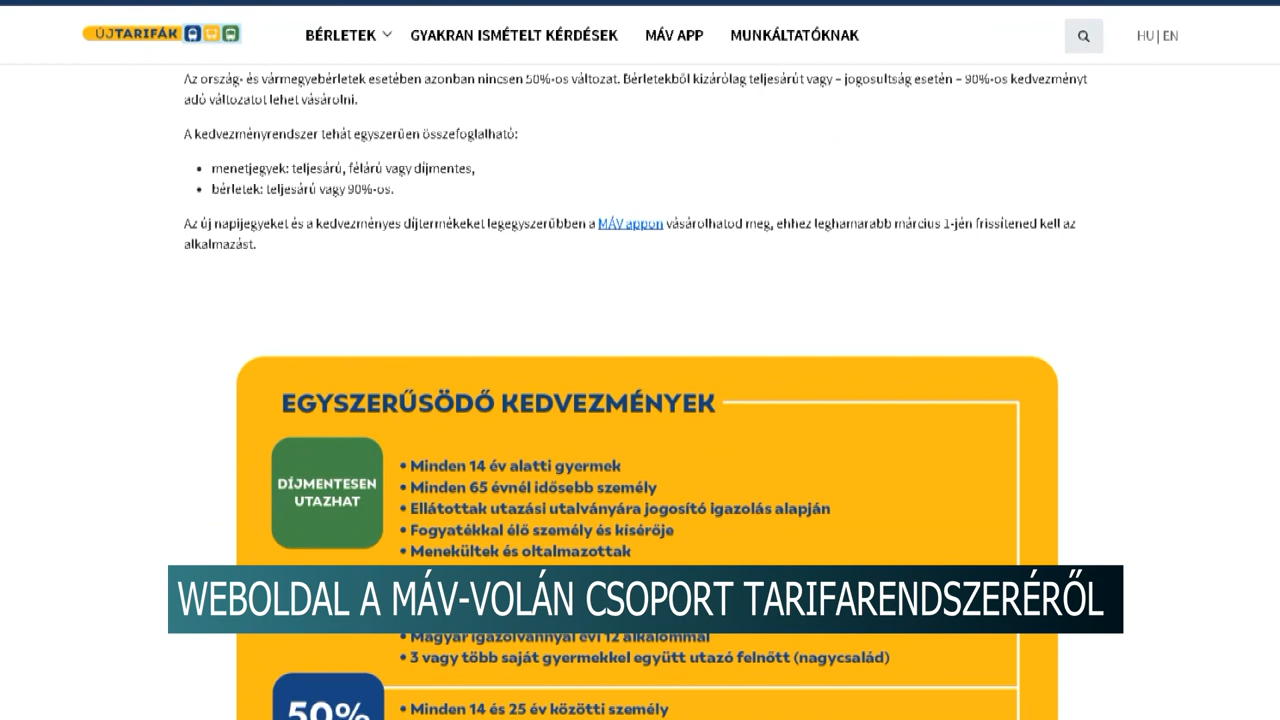 ÚJTARIFÁK
BÉRLETEK GYAKRAN ISMÉTELT KÉRDÉSEK MÁV APP MUNKÁLTATÓKNAK HU | EN
Az ország- és vármegyebérletek esetében azonban nincsen 50%-os változat. Bérletekből kizárólag teljesárút vagy – jogosultság esetén – 90%-os kedvezményt
adó változatot lehet vásárolni.
A kedvezményrendszer tehát egyszerűen összefoglalható:
• menetjegyek: teljesárú, félárú vagy díjmentes,
• bérletek: teljesárú vagy 90%-os.
Az új napijegyeket és a kedvezményes díjtermékeket legegyszerűbben a MÁV appon vásárolhatod meg, ehhez leghamarabb március 1-jén frissítened kell az
alkalmazást.
EGYSZERŰSÖDŐ KEDVEZMÉNYEK
DÍJMENTESEN
UTAZHAT
• Minden 14 év alatti gyermek
• Minden 65 évnél idősebb személy
• Ellátottak utazási utalványára jogosító igazolás alapján
• Fogyatékkal élő személy és kísérője
• Menekültek és oltalmazottak
WEBOLDAL A MÁV-VOLÁN CSOPORT TARIFARENDSZERÉRŐL
• Magyar igazolvánnyal évi 12 alkalommal
• 3 vagy több saját gyermekkel együtt utazó felnőtt (nagycsalád)
50%
• Minden 14 és 25 év közötti személy